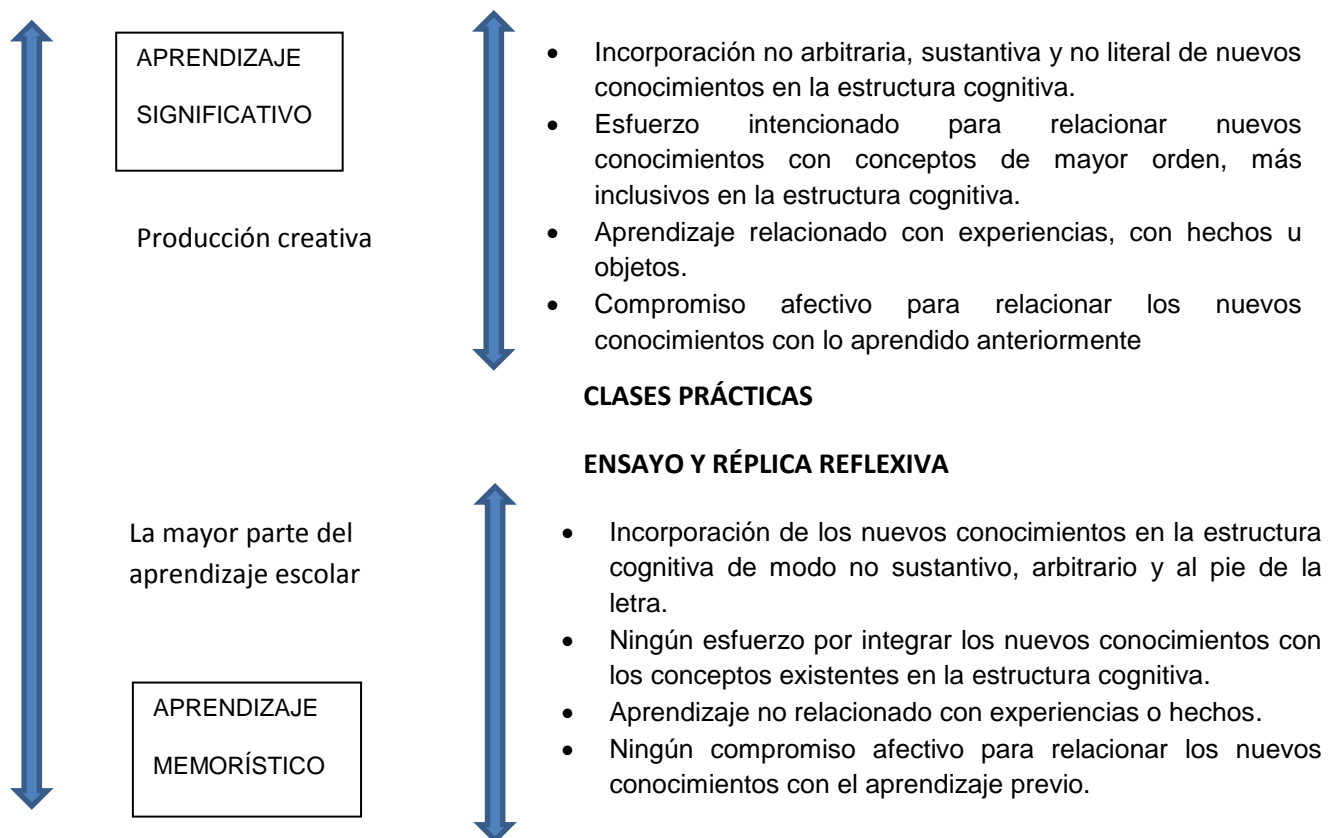 APRENDIZAJE
SIGNIFICATIVO
Producción creativa
• Incorporación no arbitraria, sustantiva y no literal de nuevos
conocimientos en la estructura cognitiva.
• Esfuerzo intencionado para relacionar nuevos
conocimientos con conceptos de mayor orden, más
inclusivos en la estructura cognitiva.
• Aprendizaje relacionado con experiencias, con hechos u
objetos.
• Compromiso afectivo para relacionar los nuevos
conocimientos con lo aprendido anteriormente
CLASES PRÁCTICAS
ENSAYO Y RÉPLICA REFLEXIVA
La mayor parte del
aprendizaje escolar
APRENDIZAJE
MEMORÍSTICO
• Incorporación de los nuevos conocimientos en la estructura
cognitiva de modo no sustantivo, arbitrario y al pie de la
letra.
• Ningún esfuerzo por integrar los nuevos conocimientos con
los conceptos existentes en la estructura cognitiva.
• Aprendizaje no relacionado con experiencias o hechos.
• Ningún compromiso afectivo para relacionar los nuevos
conocimientos con el aprendizaje previo.